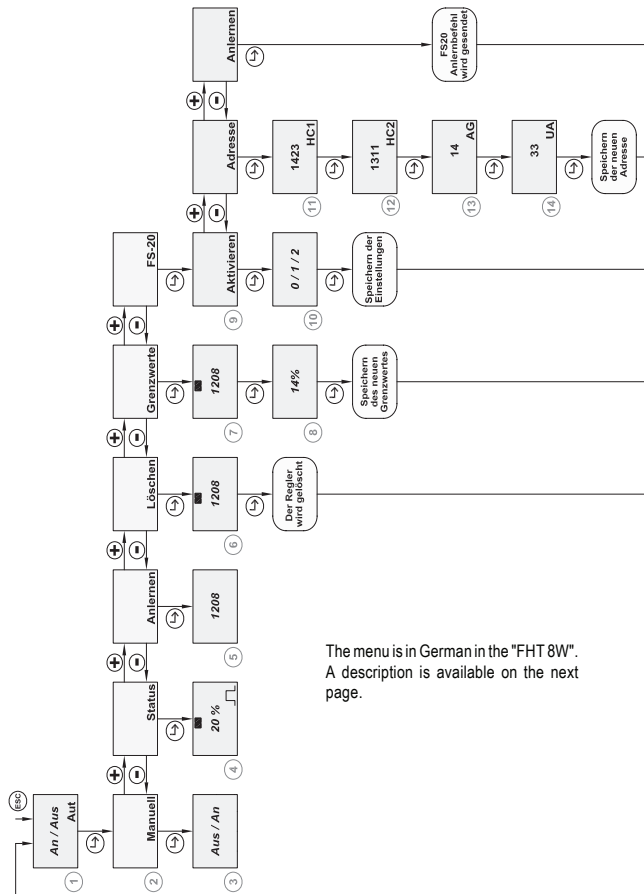 ESC
An / Aus
Aut
1
Manuell
2
Aus / An
3
+
-
Status
20 %
4
+
-
Anlernen
1208
5
+
-
Löschen
1208
6
Der Regler
wird gelöscht
+
-
Grenzwerte
1208
7
14%
8
Speichern
des neuen
Grenzwertes
+
-
FS-20
Aktivieren
9
0 / 1 / 2
10
Speichern der
Einstellungen
+
-
Adresse
1423
HC1
11
1311
HC2
12
14
AG
13
33
UA
14
Speichern
der neuen
Adresse
+
-
Anlernen
FS20
Anlernbefehl
wird gesendet
The menu is in German in the "FHT 8W".
A description is available on the next
page.